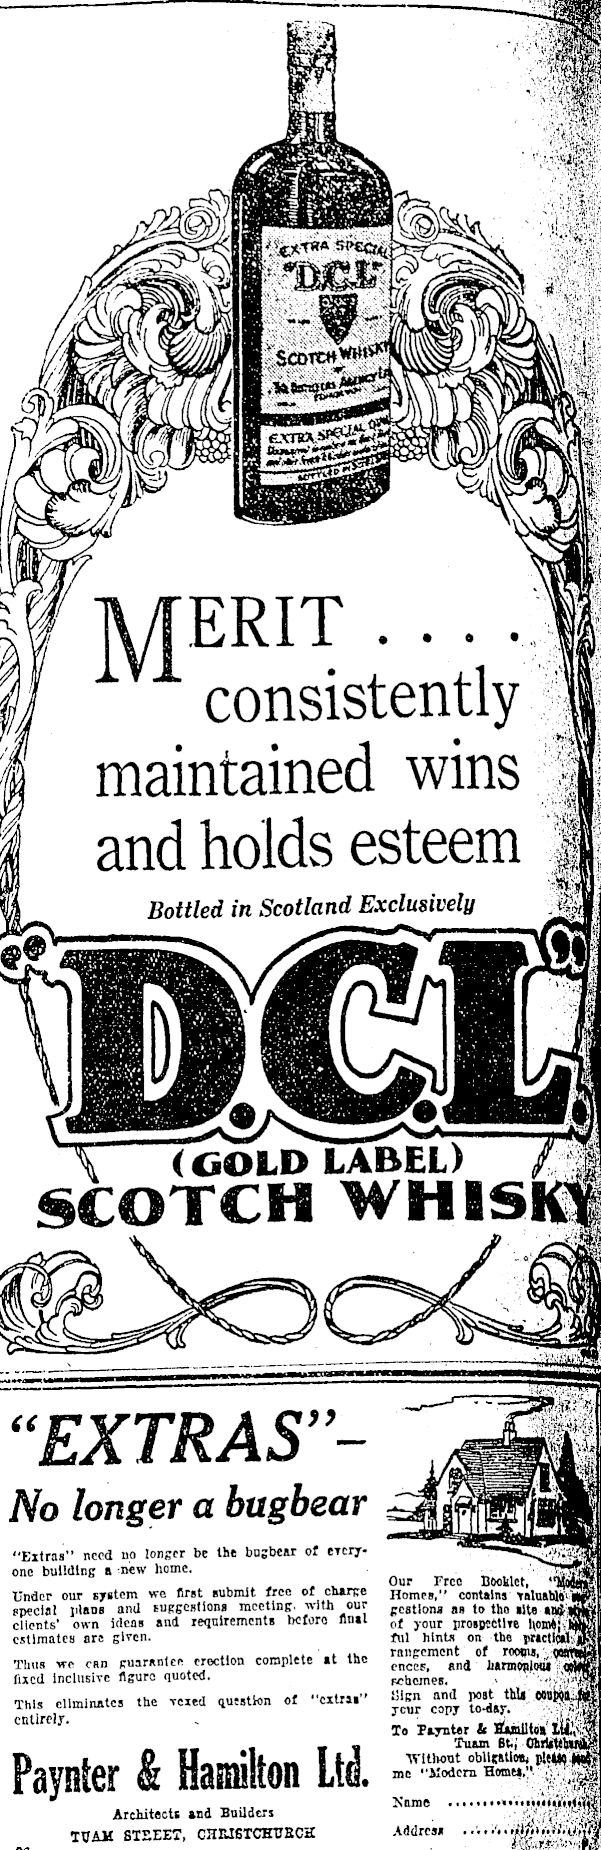 EXTRA SPECIAL
"D.C.L"
SCOTCH WHISKY
EXTRA SPECIAL
BOTTLED IN
MERIT . . . .
consistently
maintained wins
and holds esteem
Bottled in Scotland Exclusively
"D.C.L."
(GOLD LABEL)
SCOTCH WHISKY
"EXTRAS"–
No longer a bugbear
"Extras" need no longer be the bugbear of every-
one building a new home.
Under our system we first submit free of charge
special plans and suggestions meeting with our
clients' own ideas and requirements before final
estimates are given.
Thus we can guarantee erection complete at the
fixed inclusive figure quoted.
This eliminates the vexed question of "extras"
entirely.
Paynter & Hamilton Ltd.
Architects and Builders
TUAM STREET, CHRISTCHURCH
Our Free Booklet, "Modern
Homes," contains valuable
gestions as to the site and
of your prospective home;
ful hints on the practical
rangement of rooms,
ences, and harmonious
schemes.
Sign and post this coupon
your copy to-day.
To Paynter & Hamilton Ltd.,
Tuam St., Christchurch
Without obligation, please
me "Modern Homes."
Name ....................
Address ....................